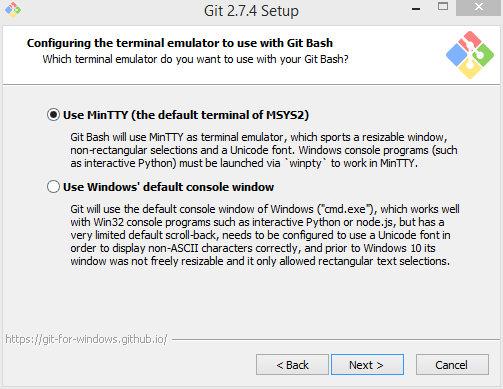 Git 2.7.4 Setup
Configuring the terminal emulator to use with Git Bash
Which terminal emulator do you want to use with your Git Bash?
Use MinTTY (the default terminal of MSYS2)
Git Bash will use MinTTY as terminal emulator, which sports a resizable window,
non-rectangular selections and a Unicode font. Windows console programs (such
as interactive Python) must be launched via `winpty` to work in MinTTY.
Use Windows' default console window
Git will use the default console window of Windows ("cmd.exe"), which works well
with Win32 console programs such as interactive Python or node.js, but has a
very limited default scroll-back, needs to be configured to use a Unicode font in
order to display non-ASCII characters correctly, and prior to Windows 10 its
window was not freely resizable and it only allowed rectangular text selections.
https://git-for-windows.github.io/
< Back
Next >
Cancel